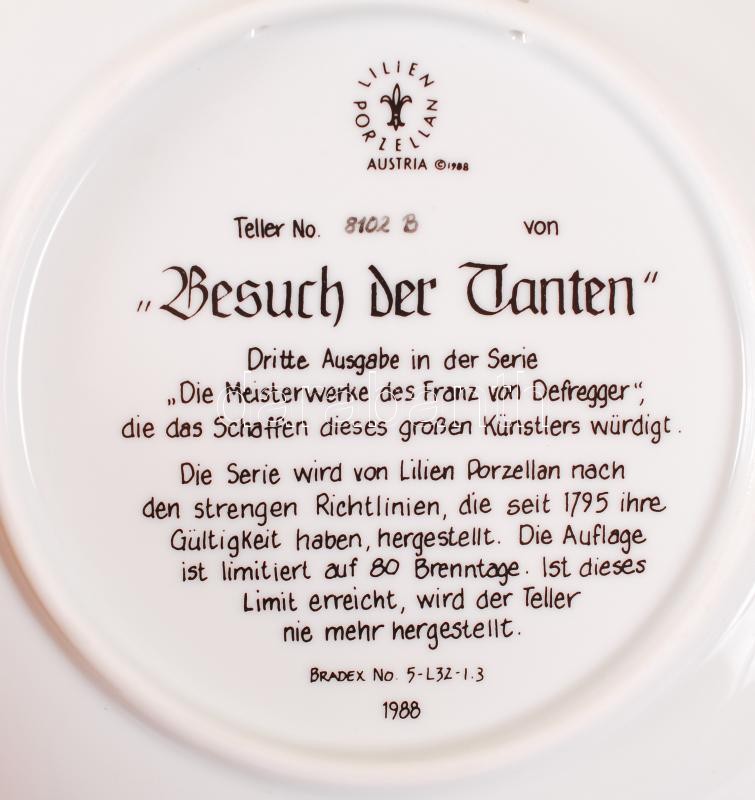 LILIEN PORZELLAN
AUSTRIA ©1988
Teller No. 8102 B von
„Besuch der Tanten“
Dritte Ausgabe in der Serie
„Die Meisterwerke des Franz von Defregger“,
die das Schaffen dieses großen Künstlers würdigt.
Die Serie wird von Lilien Porzellan nach
den strengen Richtlinien, die seit 1795 ihre
Gültigkeit haben, hergestellt. Die Auflage
ist limitiert auf 80 Brenntage. Ist dieses
Limit erreicht, wird der Teller
nie mehr hergestellt.
BRADEX No. 5-L32-1.3
1988
darabanth